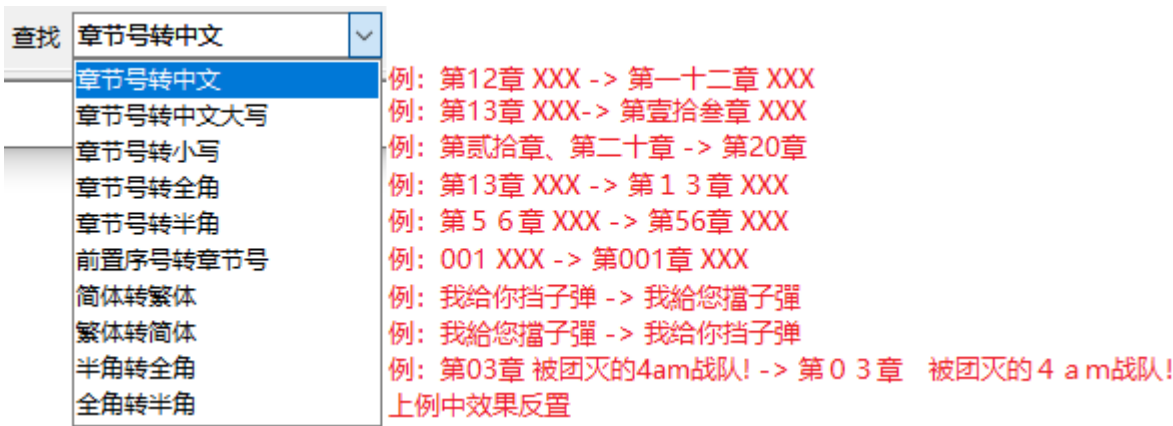 查找 章节号转中文
章节号转中文 例：第12章 XXX -> 第一十二章 XXX
章节号转中文大写 例：第13章 XXX-> 第壹拾叁章 XXX
章节号转小写 例：第贰拾章、第二十章 -> 第20章
章节号转全角 例：第13章 XXX -> 第１３章 XXX
章节号转半角 例：第５６章 XXX -> 第56章 XXX
前置序号转章节号 例：001 XXX -> 第001章 XXX
简体转繁体 例：我给你挡子弹 -> 我給您擋子彈
繁体转简体 例：我給您擋子彈 -> 我给你挡子弹
半角转全角 例：第03章 被团灭的4am战队! -> 第０３章　被团灭的４ａｍ战队!
全角转半角 上例中效果反置